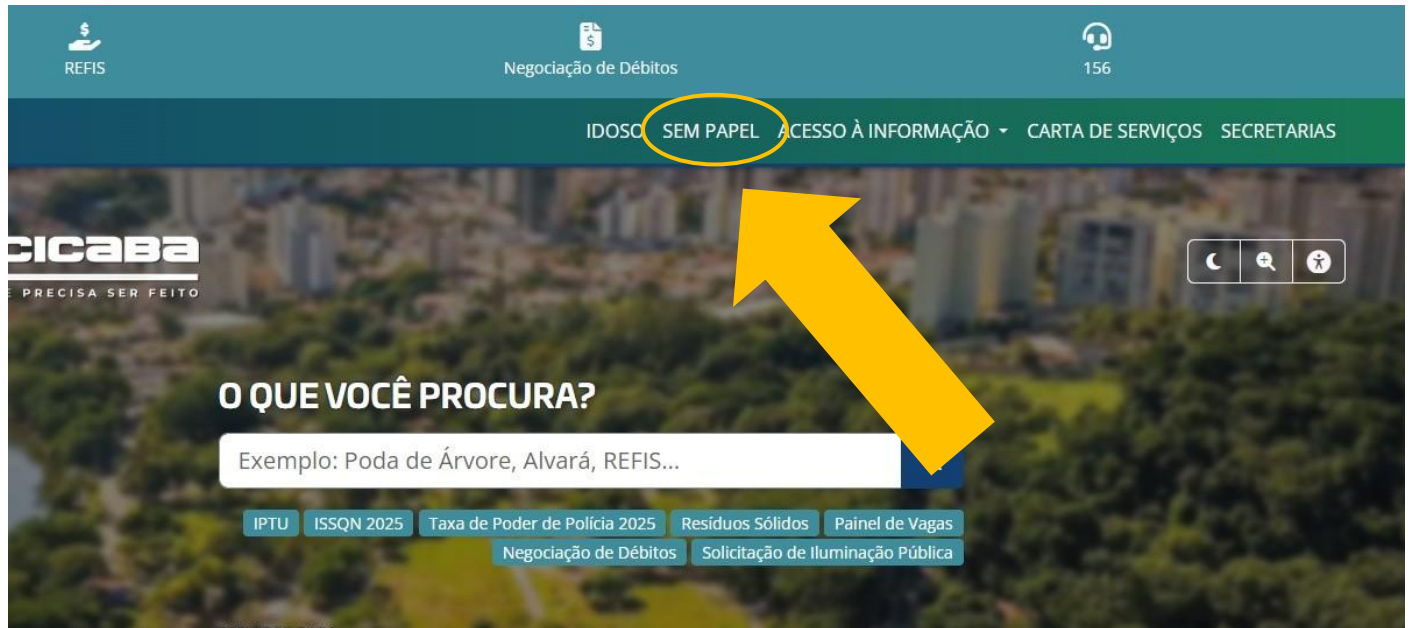 REFIS
Negociação de Débitos
156
IDOSO SEM PAPEL ACESSO À INFORMAÇÃO CARTA DE SERVIÇOS SECRETARIAS
CICABA
PRECISA SER FEITO
O QUE VOCÊ PROCURA?
Exemplo: Poda de Árvore, Alvará, REFIS...
IPTU ISSQN 2025 Taxa de Poder de Polícia 2025 Resíduos Sólidos Painel de Vagas
Negociação de Débitos Solicitação de Iluminação Pública